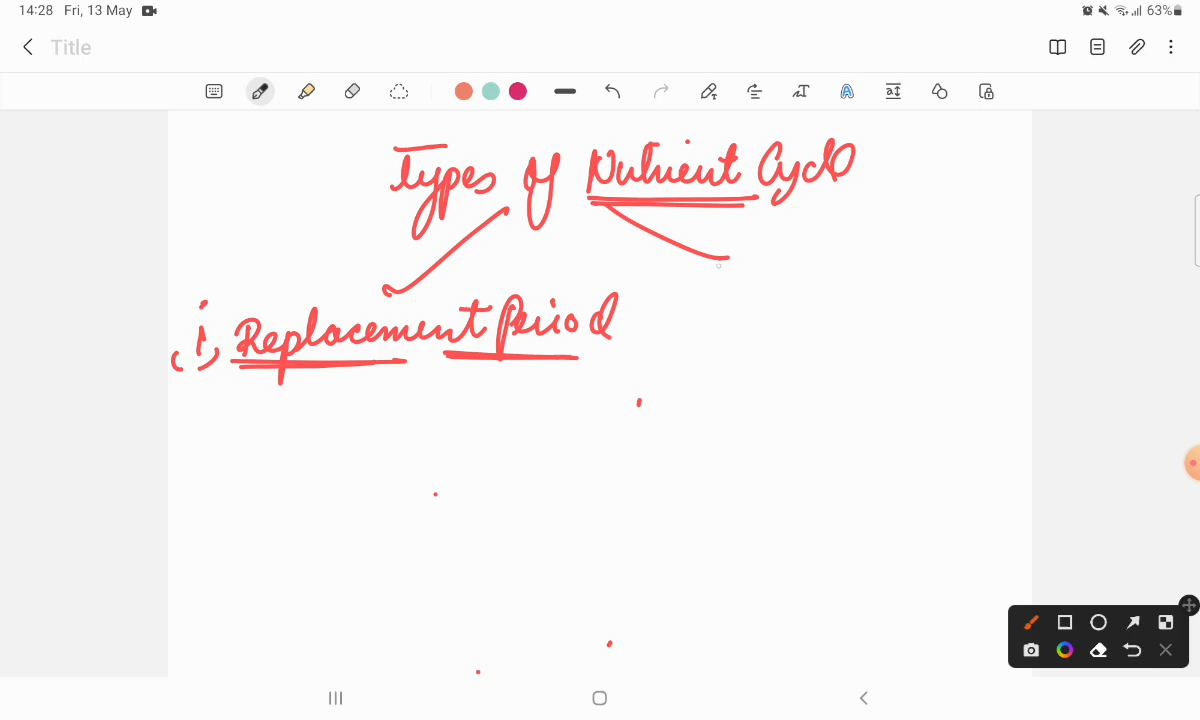 14:28 Fri, 13 May 63%
Title
Types of Nutrient Cycle
(i) Replacement Period